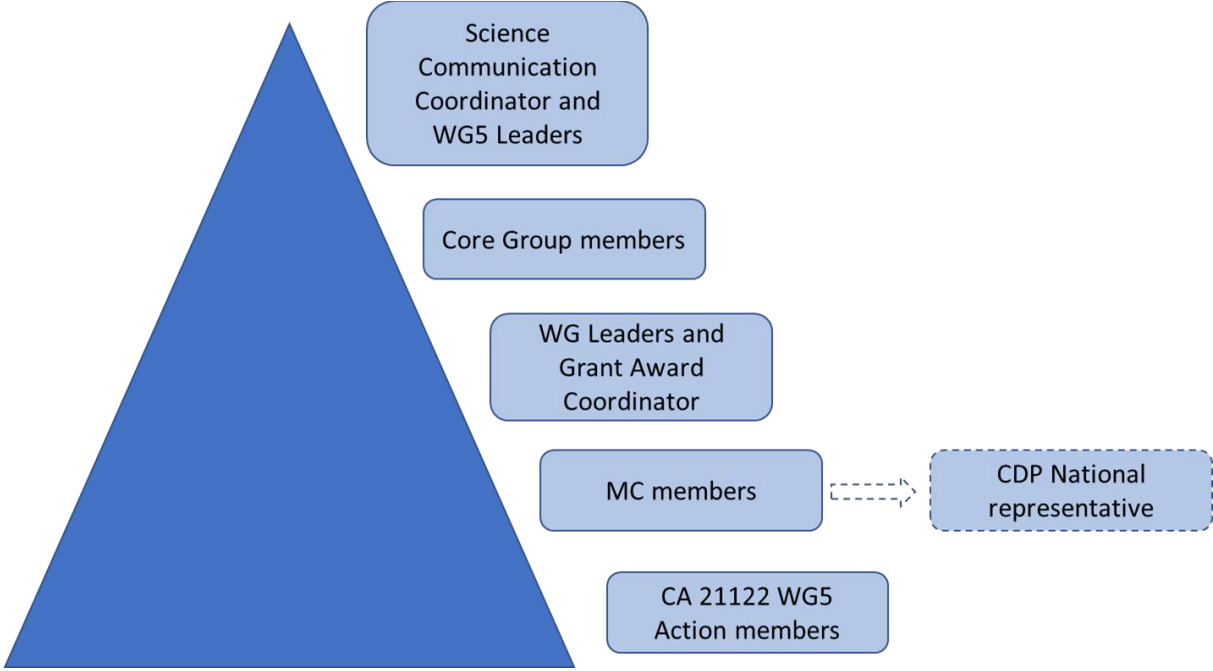 Science
Communication
Coordinator and
WG5 Leaders
Core Group members
WG Leaders and
Grant Award
Coordinator
MC members
CDP National
representative
CA 21122 WG5
Action members